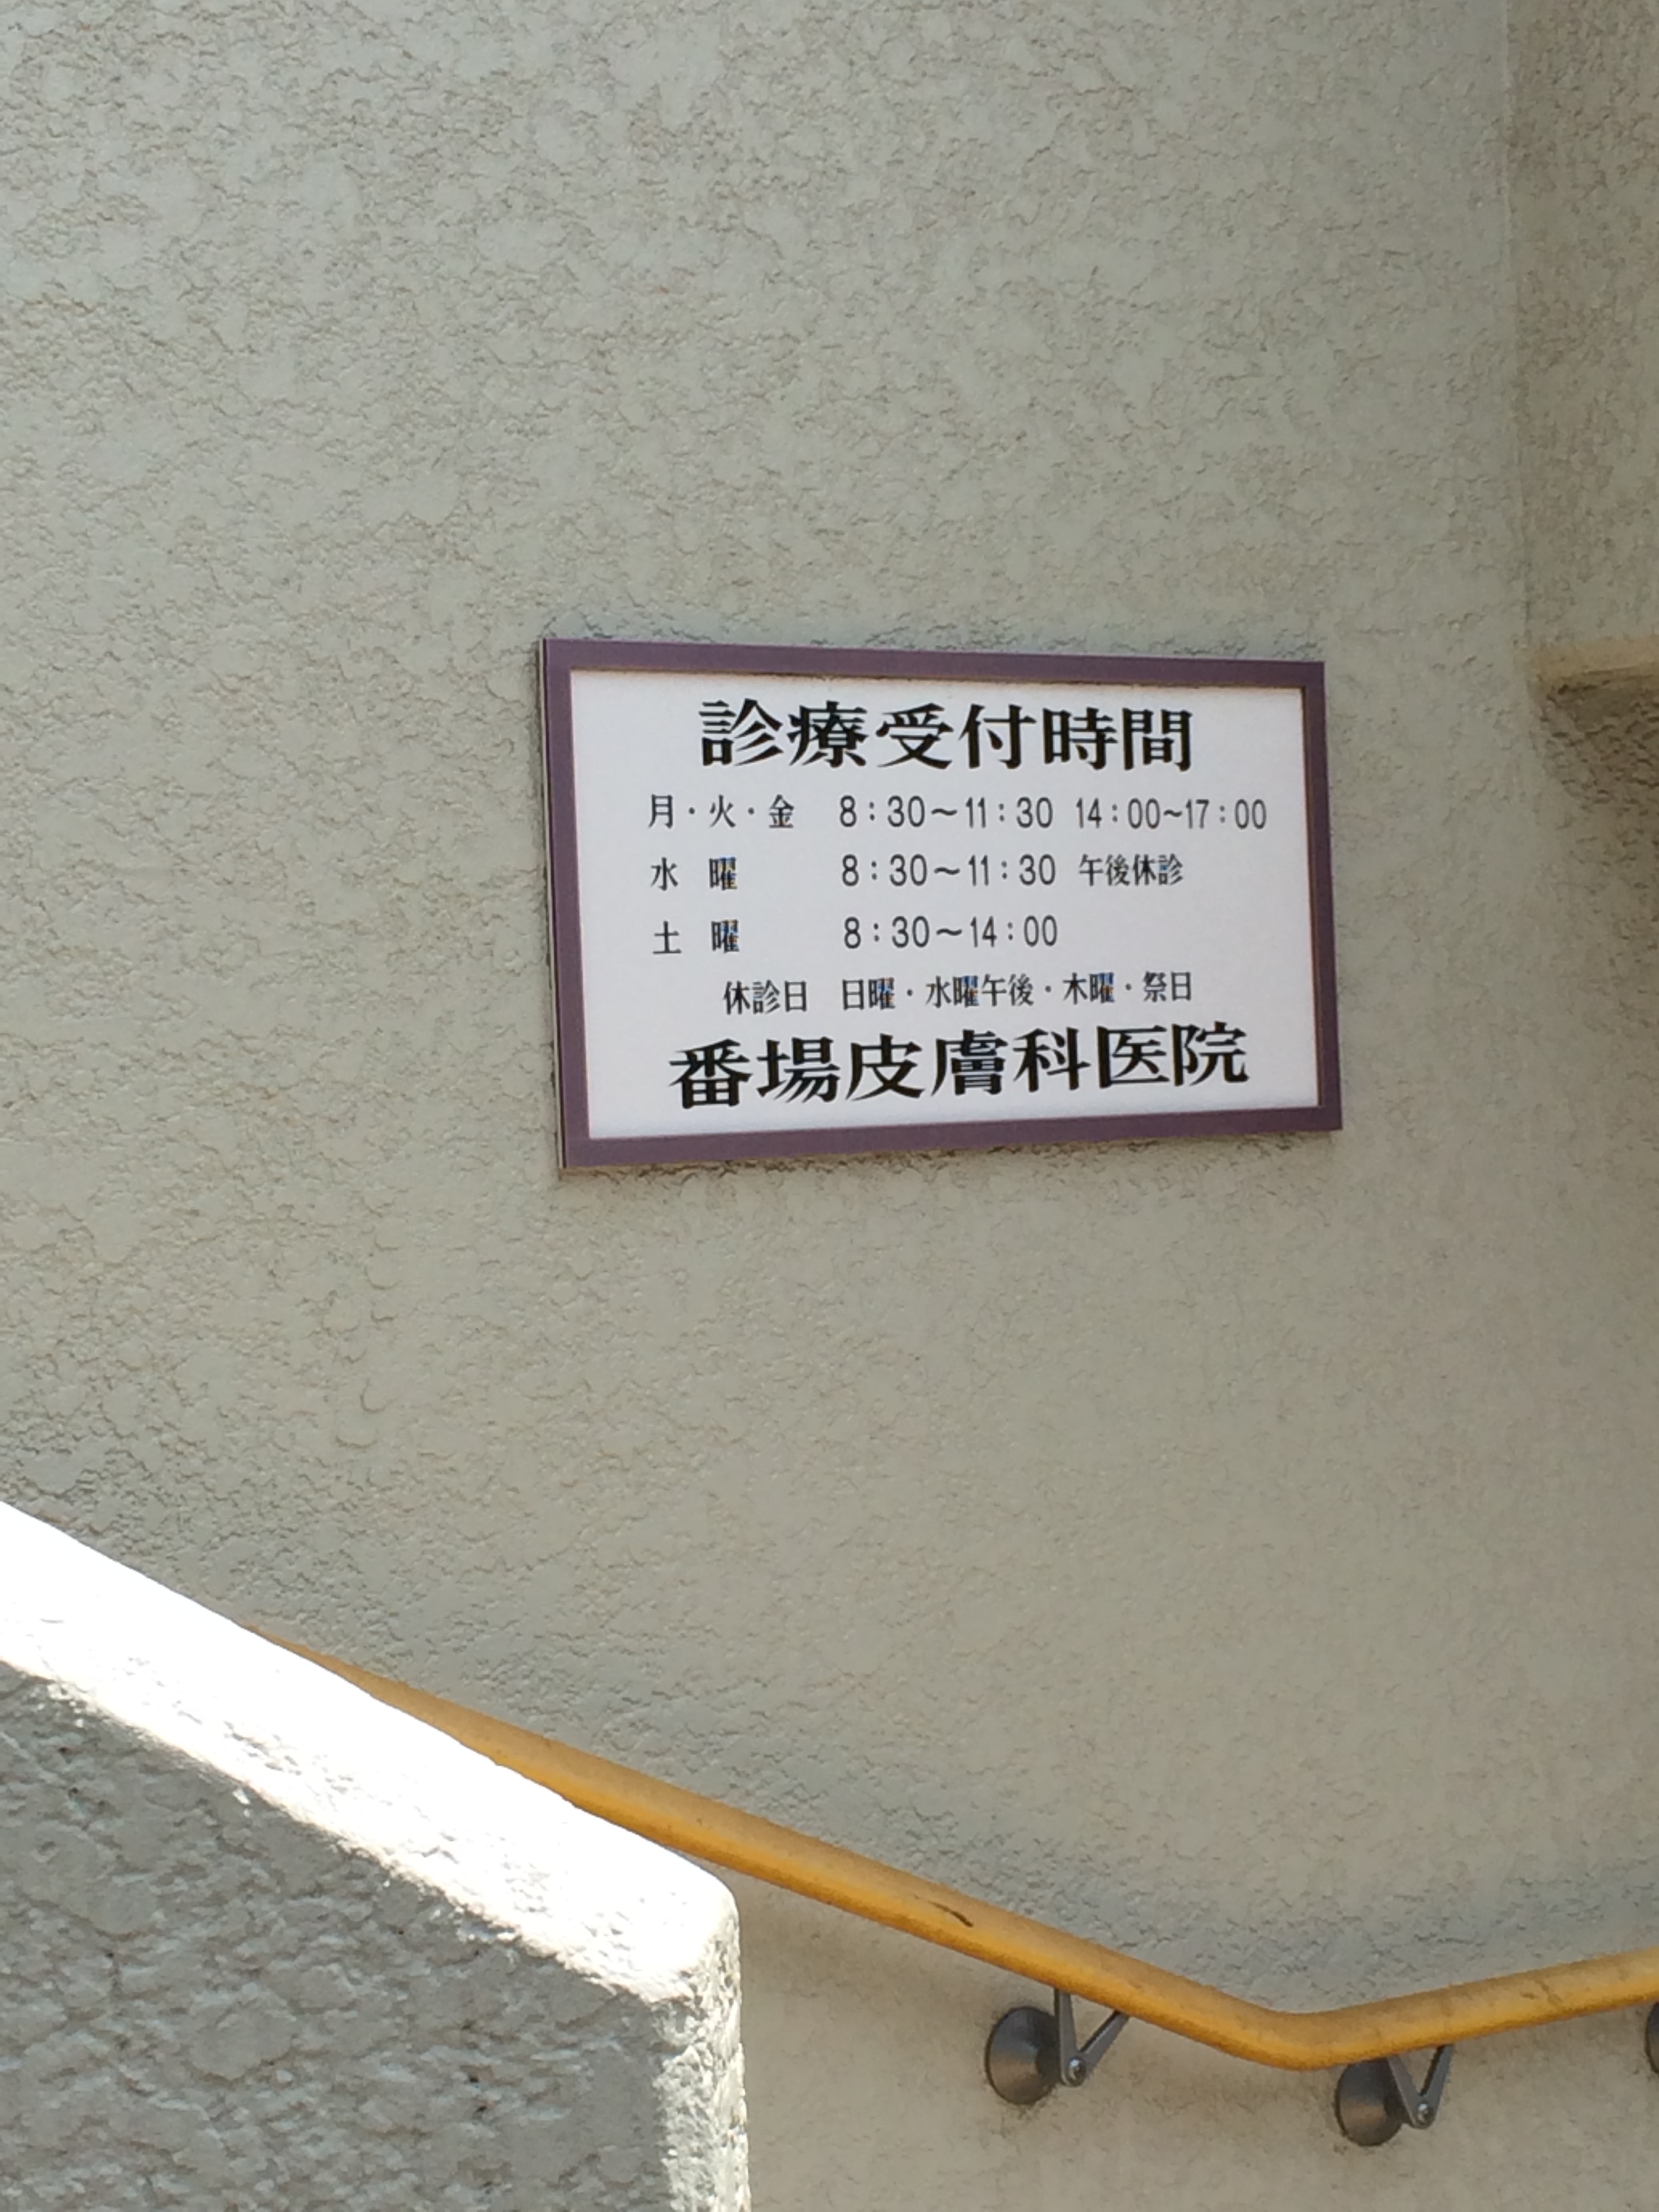 診療受付時間
月・火・金 8:30～11:30 14:00~17:00
水 曜 8:30～11:30 午後休診
土 曜 8:30～14:00
休診日 日曜・水曜午後・木曜・祭日
番場皮膚科医院